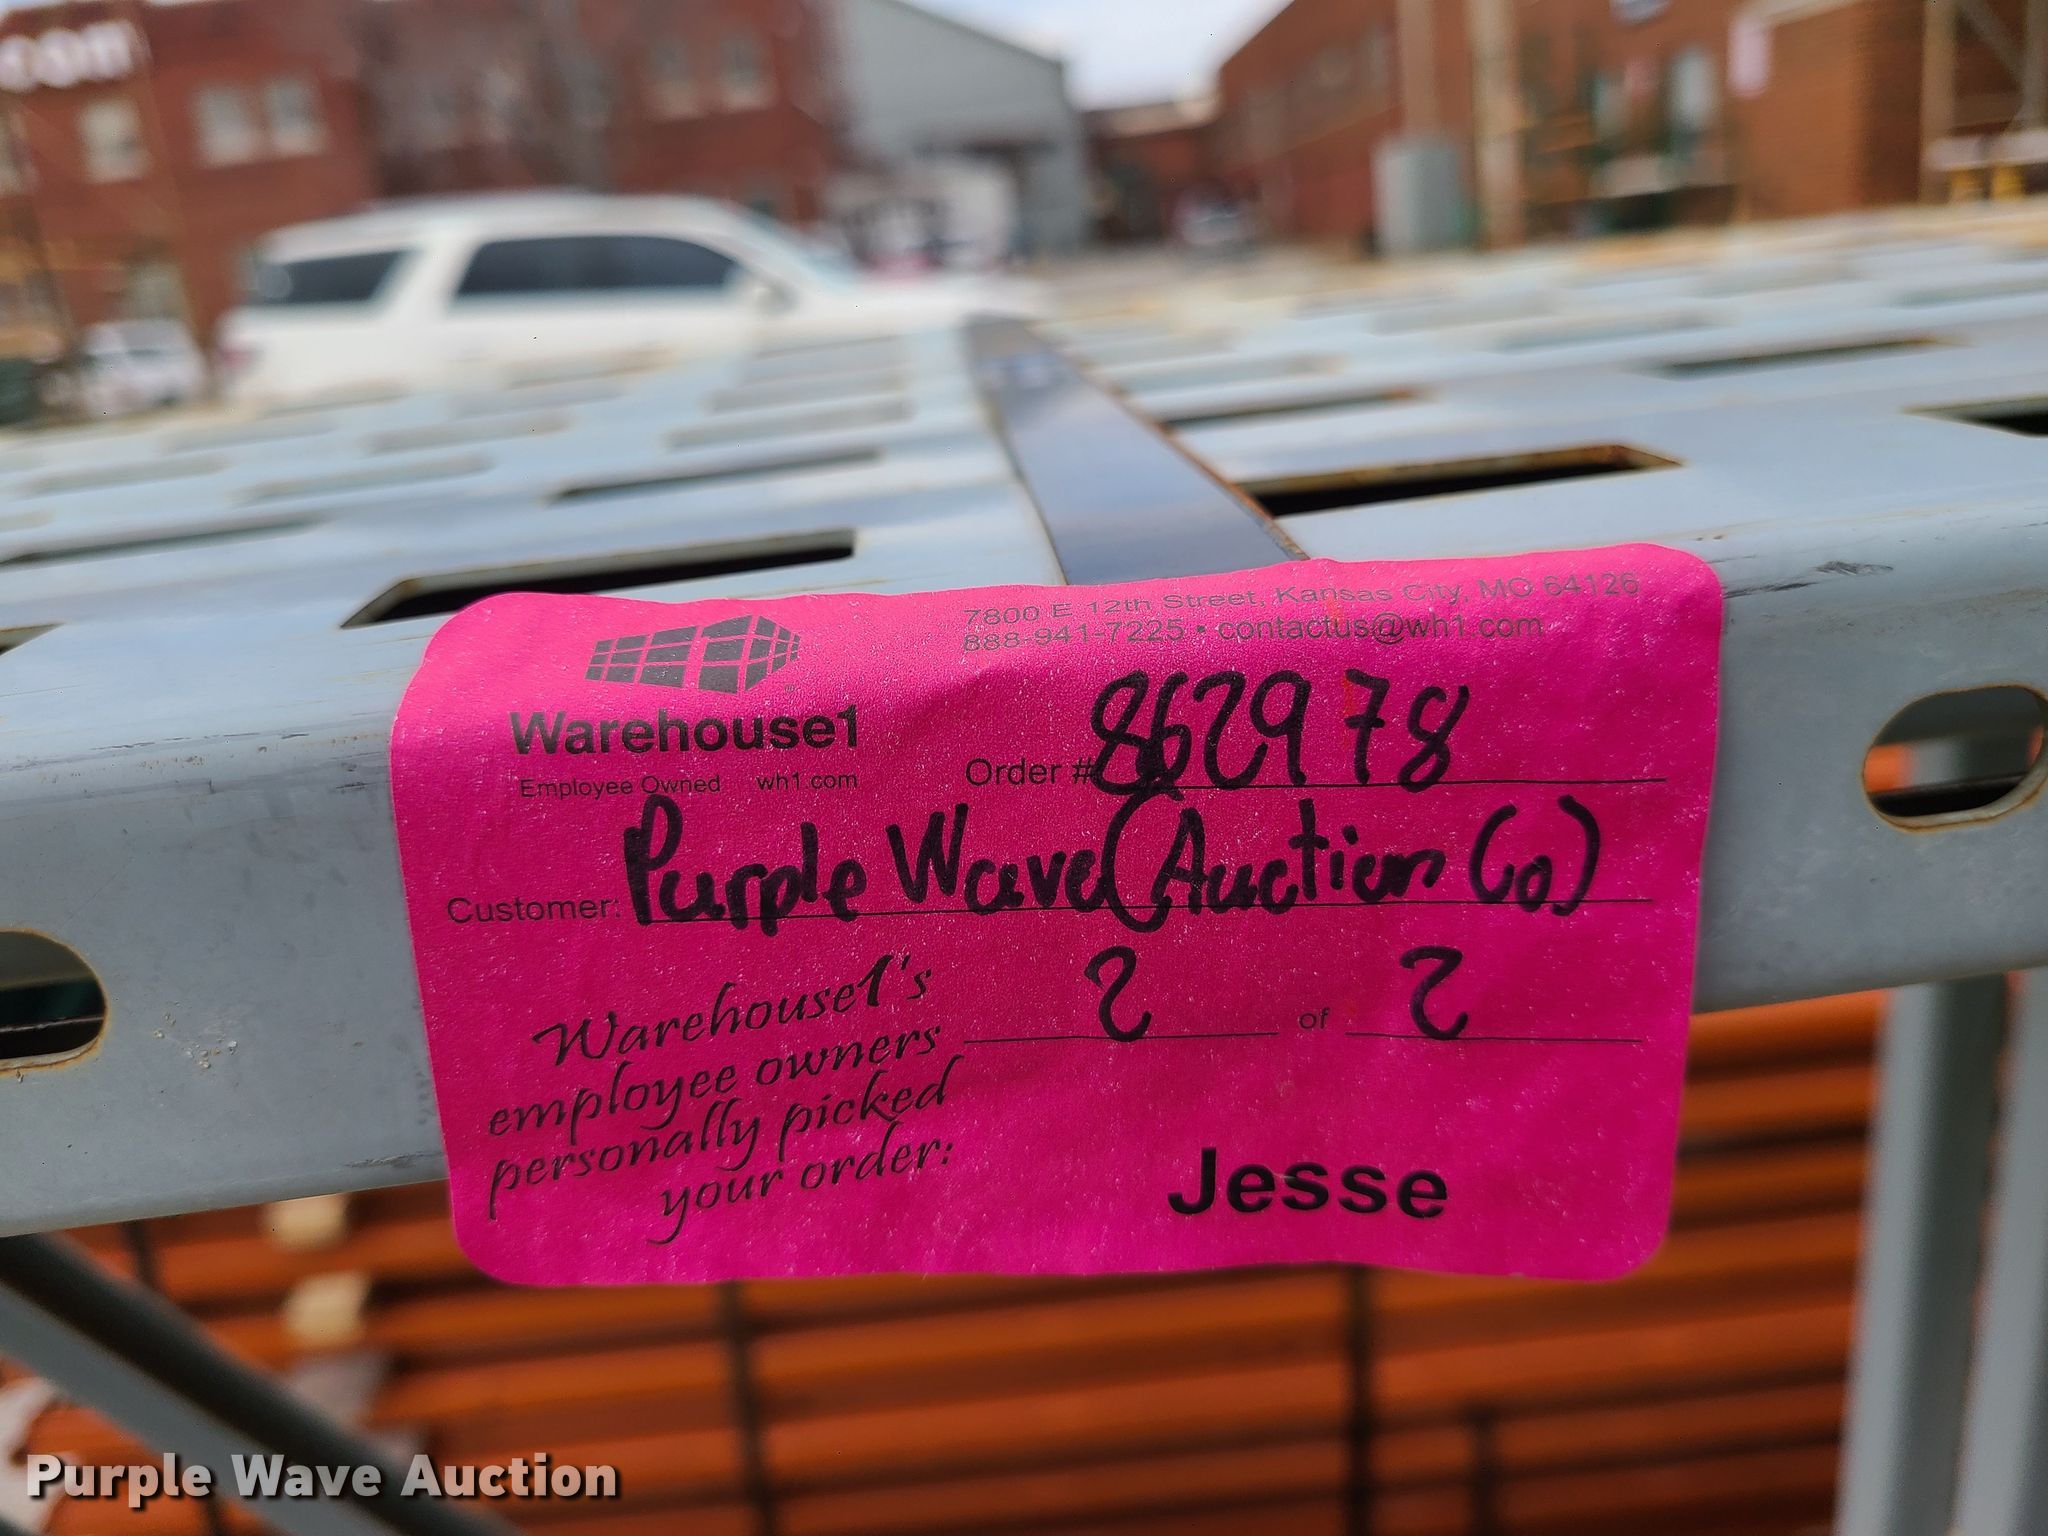 com
7800 E 12th Street, Kansas City, MO 64126
888-941-7225 • contactus@wh1.com
Warehouse1
Employee Owned wh1.com
Order # 862978
Customer: Purple Wave (Auction Co)
2 of 2
Warehouse1's
employee owners
personally picked
your order:
Jesse
Purple Wave Auction